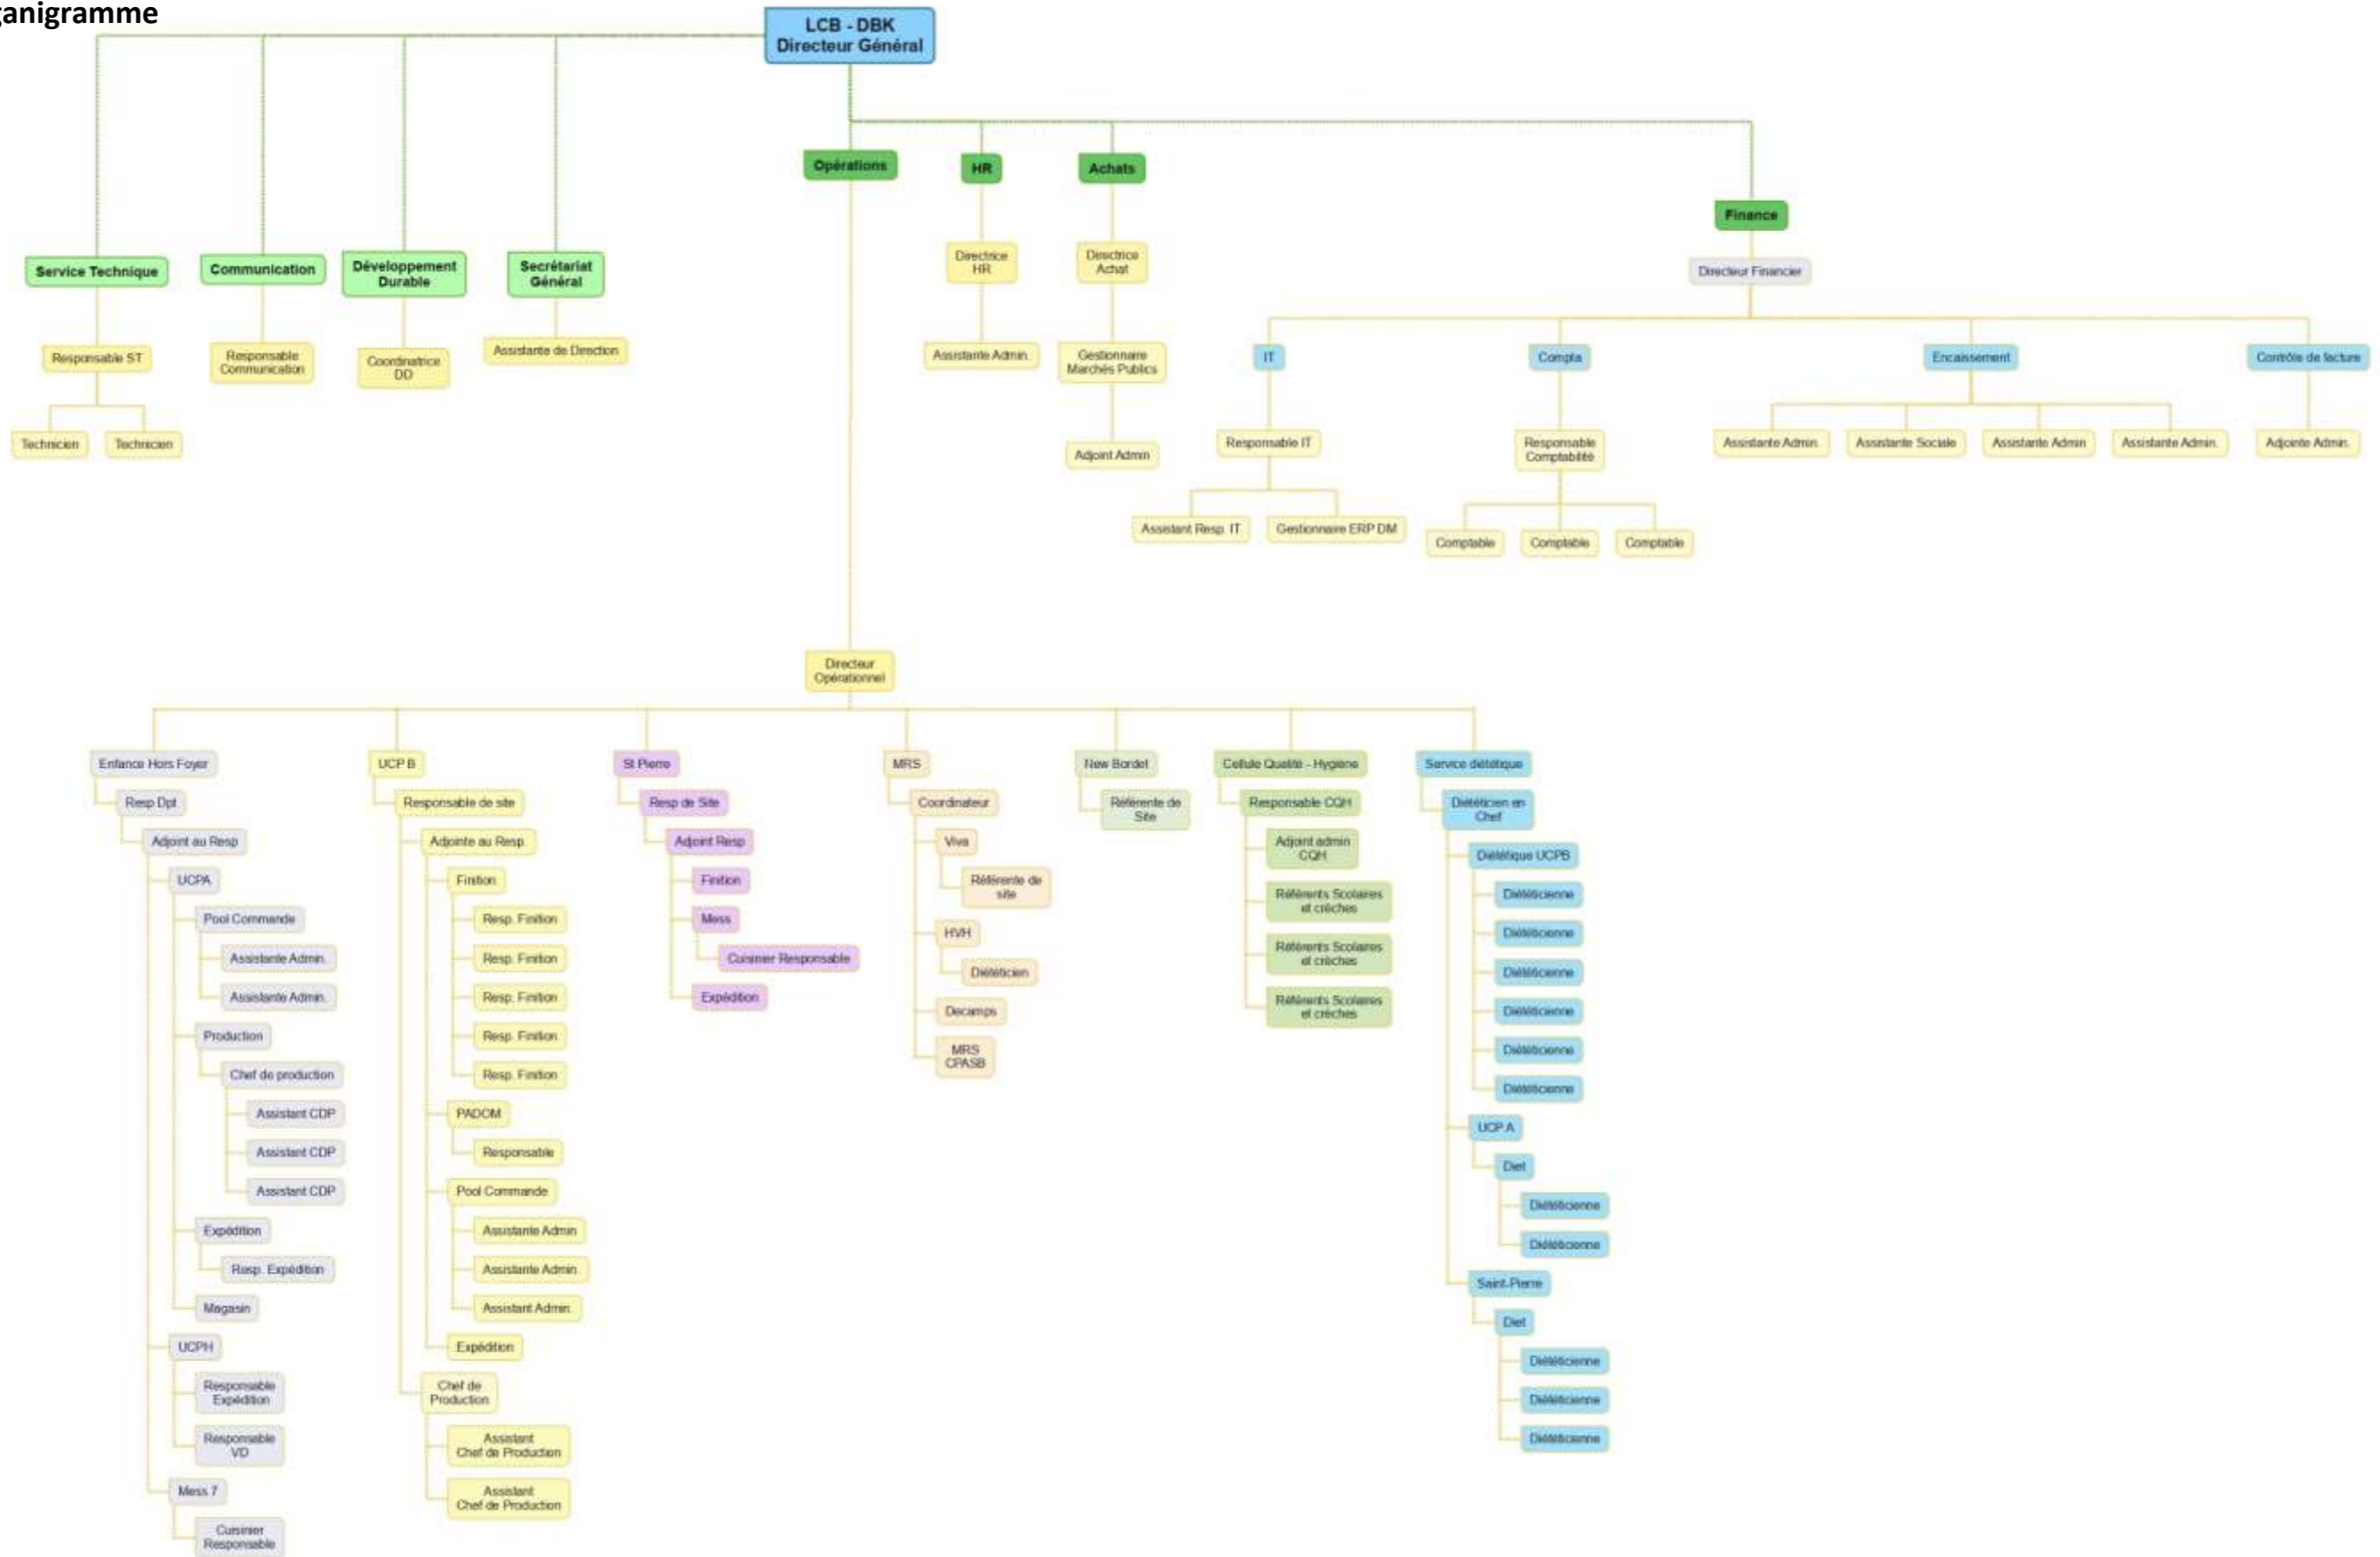 ganigramme
LCB - DBK
Directeur Général
Opérations
HR
Achats
Finance
Service Technique
Communication
Développement
Durable
Secrétariat
Général
Directrice
HR
Directrice
Achat
Directeur Financier
Responsable ST
Responsable
Communication
Coordinatrice
DD
Assistante de Direction
Assistante Admin.
Gestionnaire
Marchés Publics
IT
Compta
Encaissement
Contrôle de facture
Technicien
Technicien
Adjoint Admin
Responsable IT
Responsable
Comptabilité
Assistante Admin.
Assistante Sociale
Assistante Admin
Assistante Admin.
Adjointe Admin.
Assistant Resp. IT
Gestionnaire ERP DM
Comptable
Comptable
Comptable
Directeur
Opérationnel
Enfance Hors Foyer
Resp Dpt
Adjoint au Resp
UCPA
Pool Commande
Assistante Admin.
Assistante Admin.
Production
Chef de production
Assistant CDP
Assistant CDP
Assistant CDP
Expédition
Resp. Expédition
Magasin
UCPH
Responsable
Expédition
Responsable
VD
Mess 7
Cuisinier
Responsable
UCP B
Responsable de site
Adjointe au Resp.
Finition
Resp. Finition
Resp. Finition
Resp. Finition
Resp. Finition
Resp. Finition
PADOM
Responsable
Pool Commande
Assistante Admin
Assistante Admin.
Assistant Admin.
Expédition
Chef de
Production
Assistant
Chef de Production
Assistant
Chef de Production
St Pierre
Resp de Site
Adjoint Resp
Finition
Mess
Cuisinier Responsable
Expédition
MRS
Coordinateur
Viva
Référente de
site
HVH
Diététicien
Decamps
MRS
CPASB
New Bordet
Référente de
Site
Cellule Qualité - Hygiène
Responsable CQH
Adjoint admin
CQH
Référents Scolaires
et crèches
Référents Scolaires
et crèches
Référents Scolaires
et crèches
Service diététique
Diététicien en
Chef
Diététique UCPB
Diététicienne
Diététicienne
Diététicienne
Diététicienne
Diététicienne
Diététicienne
UCP A
Diet
Diététicienne
Diététicienne
Saint-Pierre
Diet
Diététicienne
Diététicienne
Diététicienne